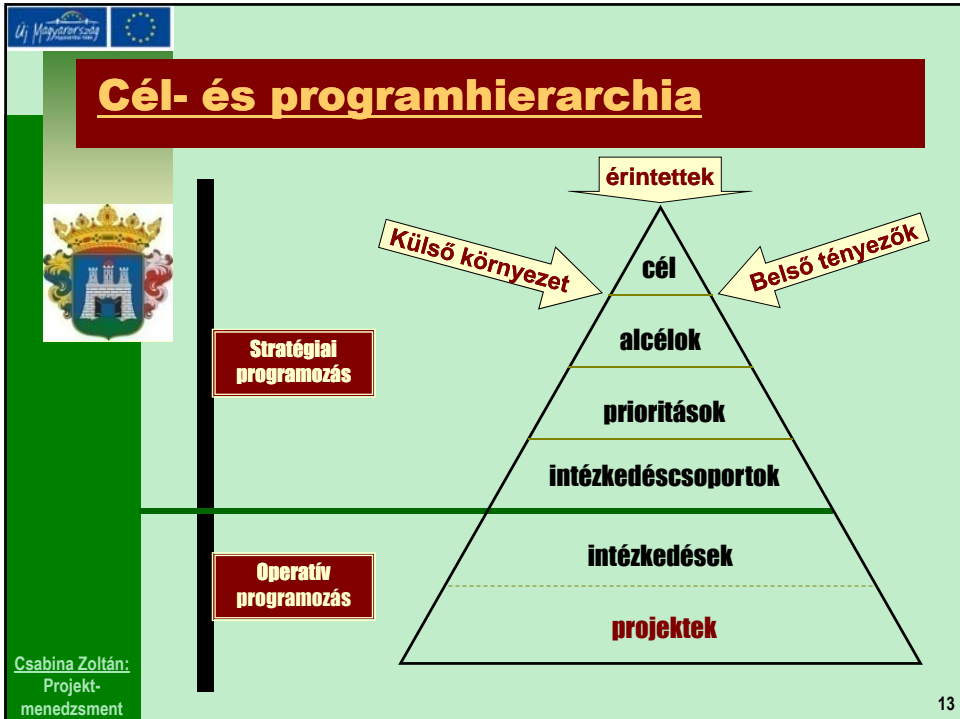 Új Magyarország
Cél- és programhierarchia
érintettek
Külső környezet
Belső tényezők
cél
alcélok
Stratégiai
programozás
prioritások
intézkedéscsoportok
intézkedések
Operatív
programozás
projektek
Csabina Zoltán:
Projekt-
menedzsment
13